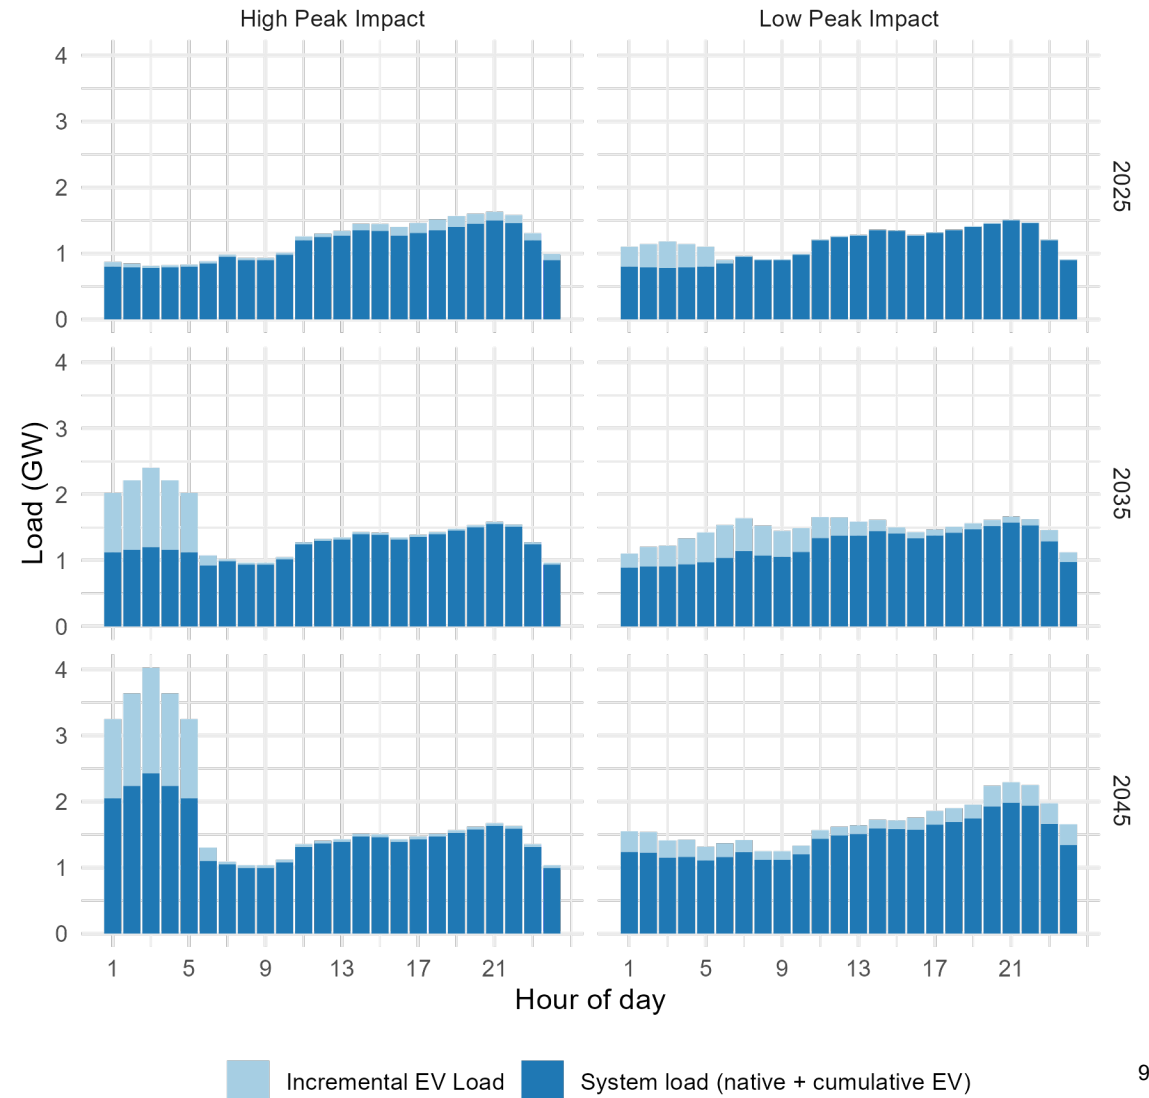 High Peak Impact
Low Peak Impact
4
3
2
1
0
2025
4
3
2
1
0
2035
4
3
2
1
0
2045
Load (GW)
1 5 9 13 17 21
1 5 9 13 17 21
Hour of day
Incremental EV Load
System load (native + cumulative EV)
9